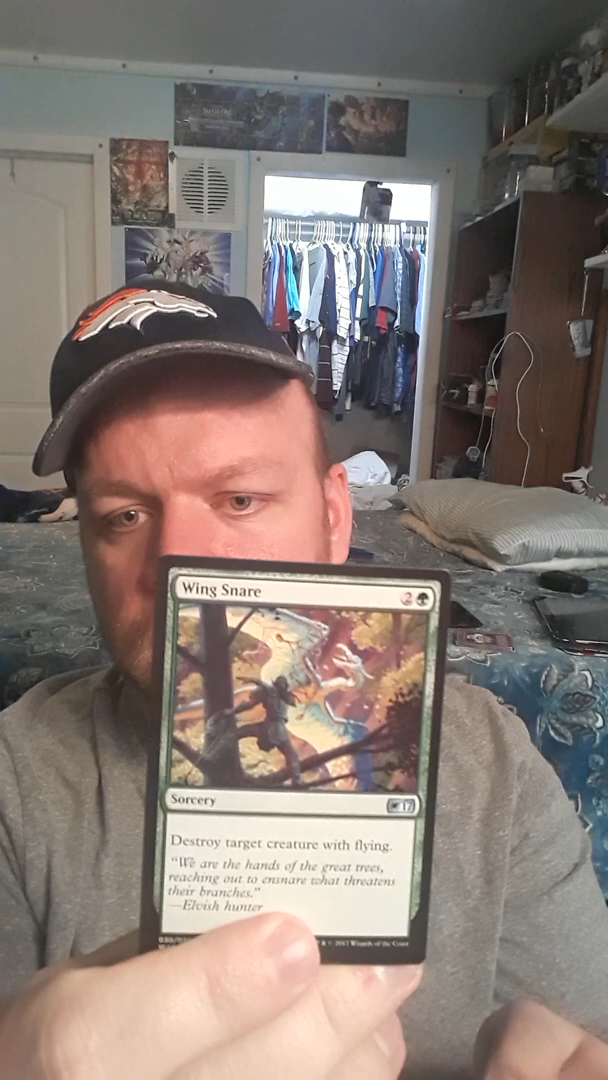 Wing Snare 2
Sorcery
Destroy target creature with flying.
"We are the hands of the great trees,
reaching out to ensnare what threatens
their branches."
—Elvish hunter
& © 2017 Wizards of the Coast